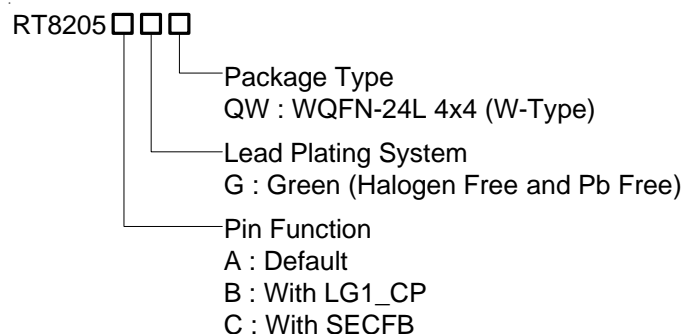 RT8205□□□
Package Type
QW : WQFN-24L 4x4 (W-Type)
Lead Plating System
G : Green (Halogen Free and Pb Free)
Pin Function
A : Default
B : With LG1_CP
C : With SECFB